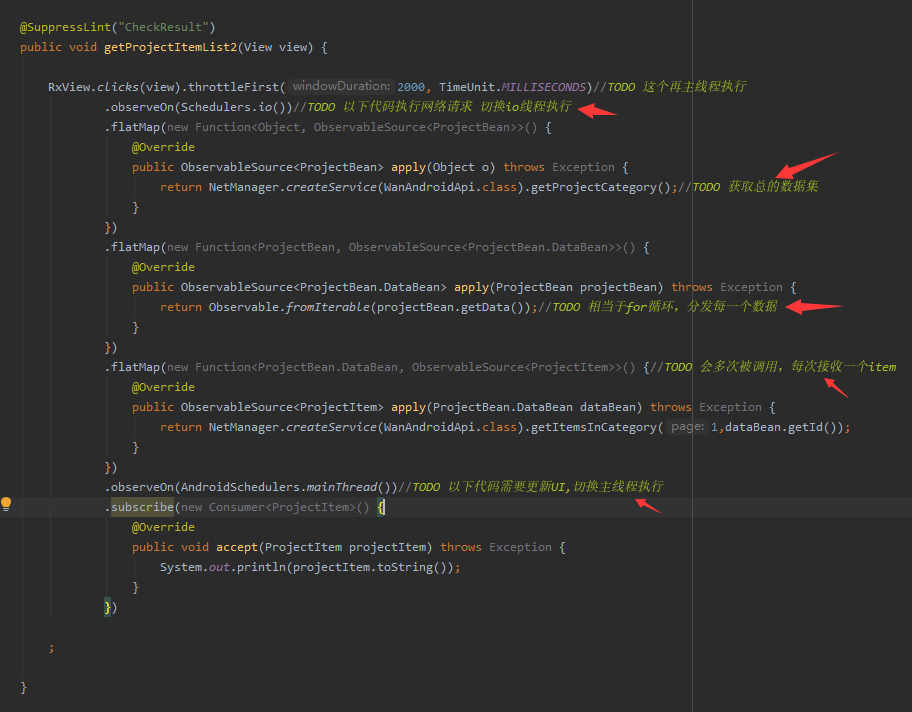 @SuppressLint("CheckResult")
public void getProjectItemList2(View view) {
RxView.clicks(view).throttleFirst( windowDuration: 2000, TimeUnit.MILLISECONDS)//TODO 这个再主线程执行
.observeOn(Schedulers.io())//TODO 以下代码执行网络请求 切换io线程执行
.flatMap(new Function<Object, ObservableSource<ProjectBean>>() {
@Override
public ObservableSource<ProjectBean> apply(Object o) throws Exception {
return NetManager.createService(WanAndroidApi.class).getProjectCategory();//TODO 获取总的数据集
}
})
.flatMap(new Function<ProjectBean, ObservableSource<ProjectBean.DataBean>>() {
@Override
public ObservableSource<ProjectBean.DataBean> apply(ProjectBean projectBean) throws Exception {
return Observable.fromIterable(projectBean.getData());//TODO 相当于for循环，分发每一个数据
}
})
.flatMap(new Function<ProjectBean.DataBean, ObservableSource<ProjectItem>>() {//TODO 会多次被调用，每次接收一个item
@Override
public ObservableSource<ProjectItem> apply(ProjectBean.DataBean dataBean) throws Exception {
return NetManager.createService(WanAndroidApi.class).getItemsInCategory( page: 1,dataBean.getId());
}
})
.observeOn(AndroidSchedulers.mainThread())//TODO 以下代码需要更新UI,切换主线程执行
.subscribe(new Consumer<ProjectItem>() {
@Override
public void accept(ProjectItem projectItem) throws Exception {
System.out.println(projectItem.toString());
}
})
;
}